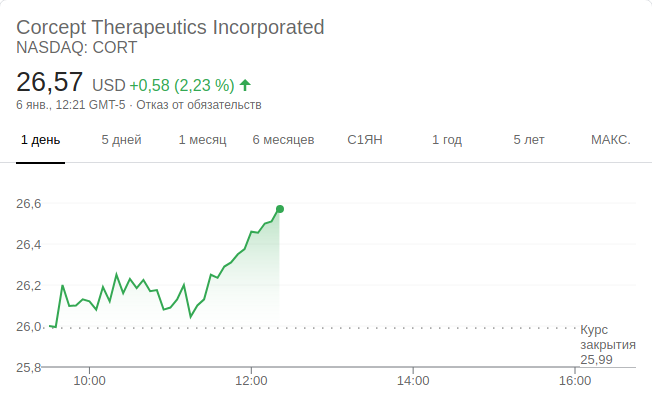 Corcept Therapeutics Incorporated
NASDAQ: CORT
26,57 USD +0,58 (2,23 %)
6 янв., 12:21 GMT-5 · Отказ от обязательств
1 день 5 дней 1 месяц 6 месяцев С1ЯН 1 год 5 лет МАКС.
26,6
26,4
26,2
26,0
Курс
закрытия
25,99
25,8
10:00 12:00 14:00 16:00